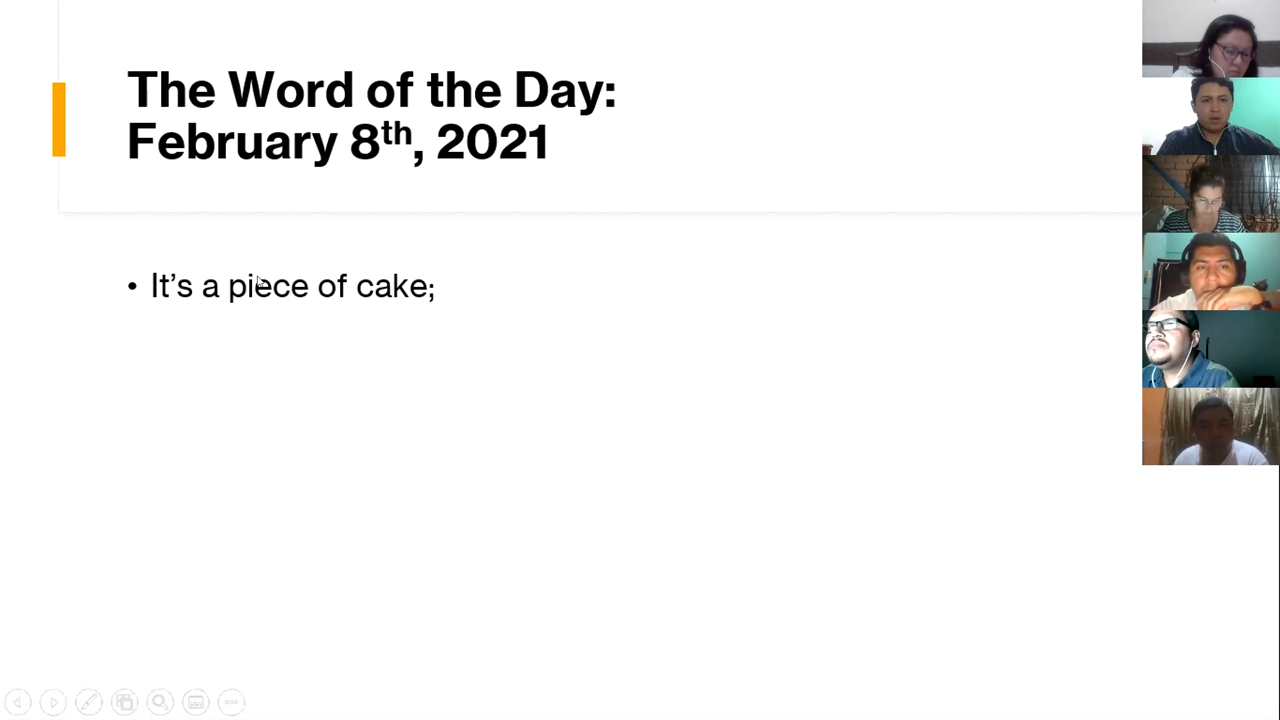 The Word of the Day:
February 8th, 2021
• It’s a piece of cake;